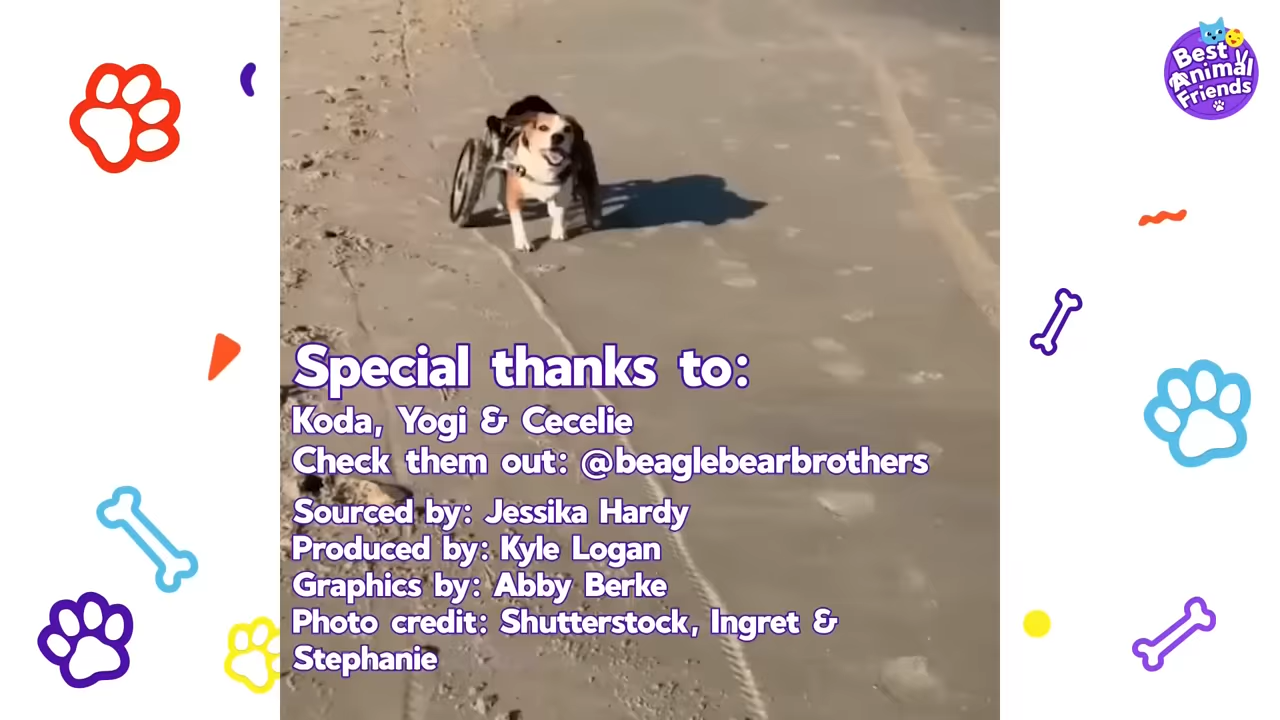 Best
Animal
Friends
Special thanks to:
Koda, Yogi & Cecelie
Check them out: @beaglebearbrothers
Sourced by: Jessika Hardy
Produced by: Kyle Logan
Graphics by: Abby Berke
Photo credit: Shutterstock, Ingret &
Stephanie